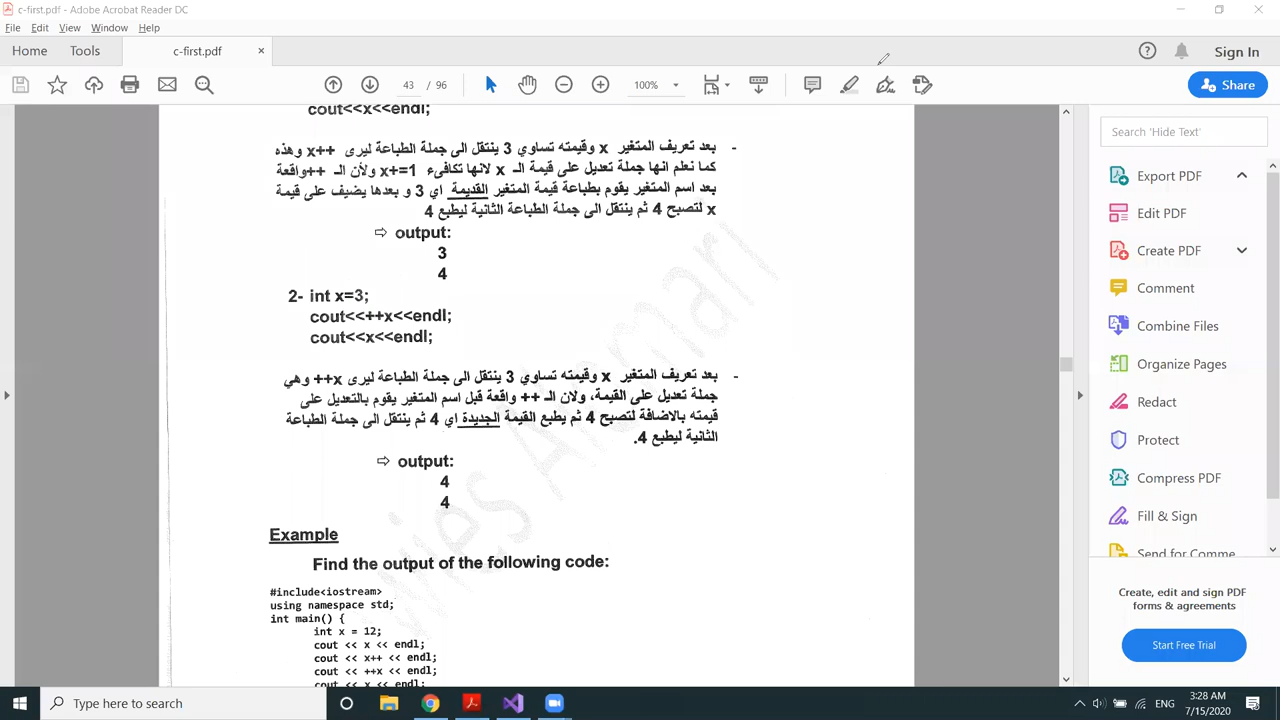 c-first.pdf - Adobe Acrobat Reader DC
File Edit View Window Help
Home Tools c-first.pdf × Sign In
43 / 96 100% Share
cout<<x<<endl;
- بعد تعريف المتغير x وقيمته تساوي 3 ينتقل الى جملة الطباعة ليرى x++ وهذه
كما نعلم انها جملة تعديل على قيمة الـ x لانها تكافىء x+=1 ولأن الـ ++واقعة
بعد اسم المتغير يقوم بطباعة قيمة المتغير القديمة اي 3 و بعدها يضيف على قيمة
x لتصبح 4 ثم ينتقل الى جملة الطباعة الثانية ليطبع 4
⇨ output:
3
4
2- int x=3;
cout<<++x<<endl;
cout<<x<<endl;
- بعد تعريف المتغير x وقيمته تساوي 3 ينتقل الى جملة الطباعة ليرى ++x وهي
جملة تعديل على القيمة، ولان الـ ++ واقعة قبل اسم المتغير يقوم بالتعديل على
قيمته بالاضافة لتصبح 4 ثم يطبع القيمة الجديدة اي 4 ثم ينتقل الى جملة الطباعة
الثانية ليطبع 4.
⇨ output:
4
4
Example
Find the output of the following code:
#include<iostream>
using namespace std;
int main() {
int x = 12;
cout << x << endl;
cout << x++ << endl;
cout << ++x << endl;
cout << x << endl;
Search 'Hide Text'
Export PDF
Edit PDF
Create PDF
Comment
Combine Files
Organize Pages
Redact
Protect
Compress PDF
Fill & Sign
Send for Comme
Create, edit and sign PDF
forms & agreements
Start Free Trial
Type here to search
ENG
3:28 AM
7/15/2020